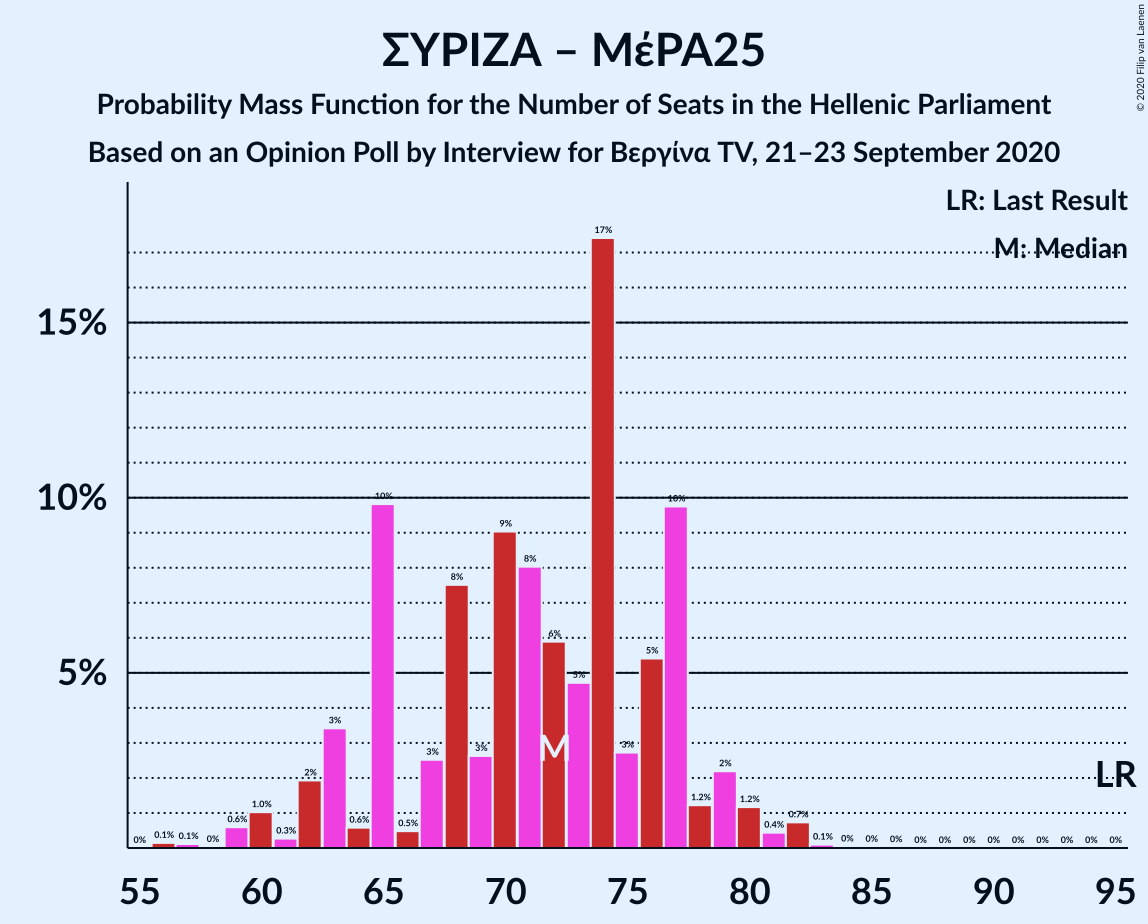 ΣΥΡΙΖΑ – ΜέΡΑ25
Probability Mass Function for the Number of Seats in the Hellenic Parliament
Based on an Opinion Poll by Interview for Βεργίνα TV, 21–23 September 2020
© 2020 Filip van Laenen
LR: Last Result
M: Median
15%
10%
5%
0% 0.1% 0.1% 0% 0.6% 1.0% 0.3% 2% 3% 0.6% 10% 0.5% 3% 8% 3% 9% 8% 6% 5% 17% 3% 5% 10% 1.2% 2% 1.2% 0.4% 0.7% 0.1% 0% 0% 0% 0% 0% 0% 0% 0% 0% 0% 0% 0%
M
LR
55 60 65 70 75 80 85 90 95